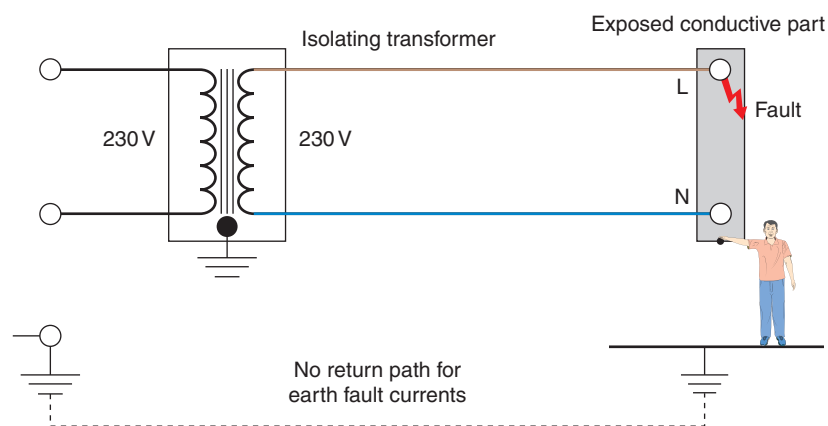 Exposed conductive part
Isolating transformer
L
Fault
230 V
230 V
N
No return path for
earth fault currents